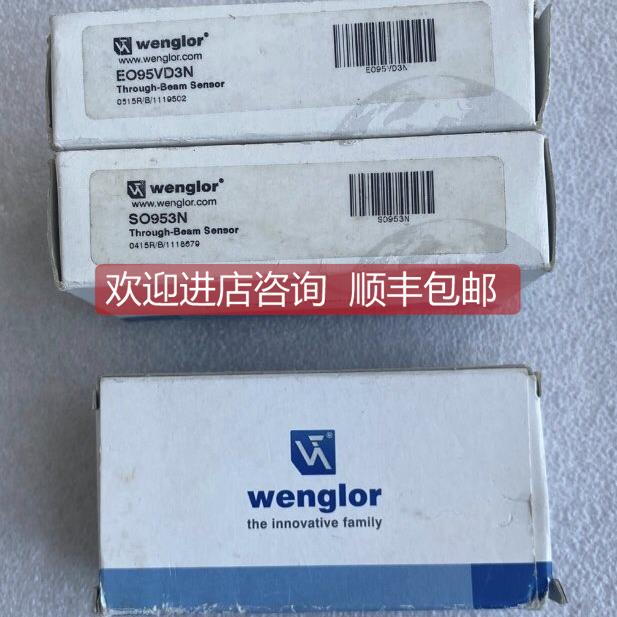 wenglor®
www.wenglor.com
EO95VD3N
Through-Beam Sensor
0515R/B/1119502
EO95VD3N
wenglor®
www.wenglor.com
SO953N
Through-Beam Sensor
0415R/B/1118679
SO953N
欢迎进店咨询 顺丰包邮
®
wenglor
the innovative family